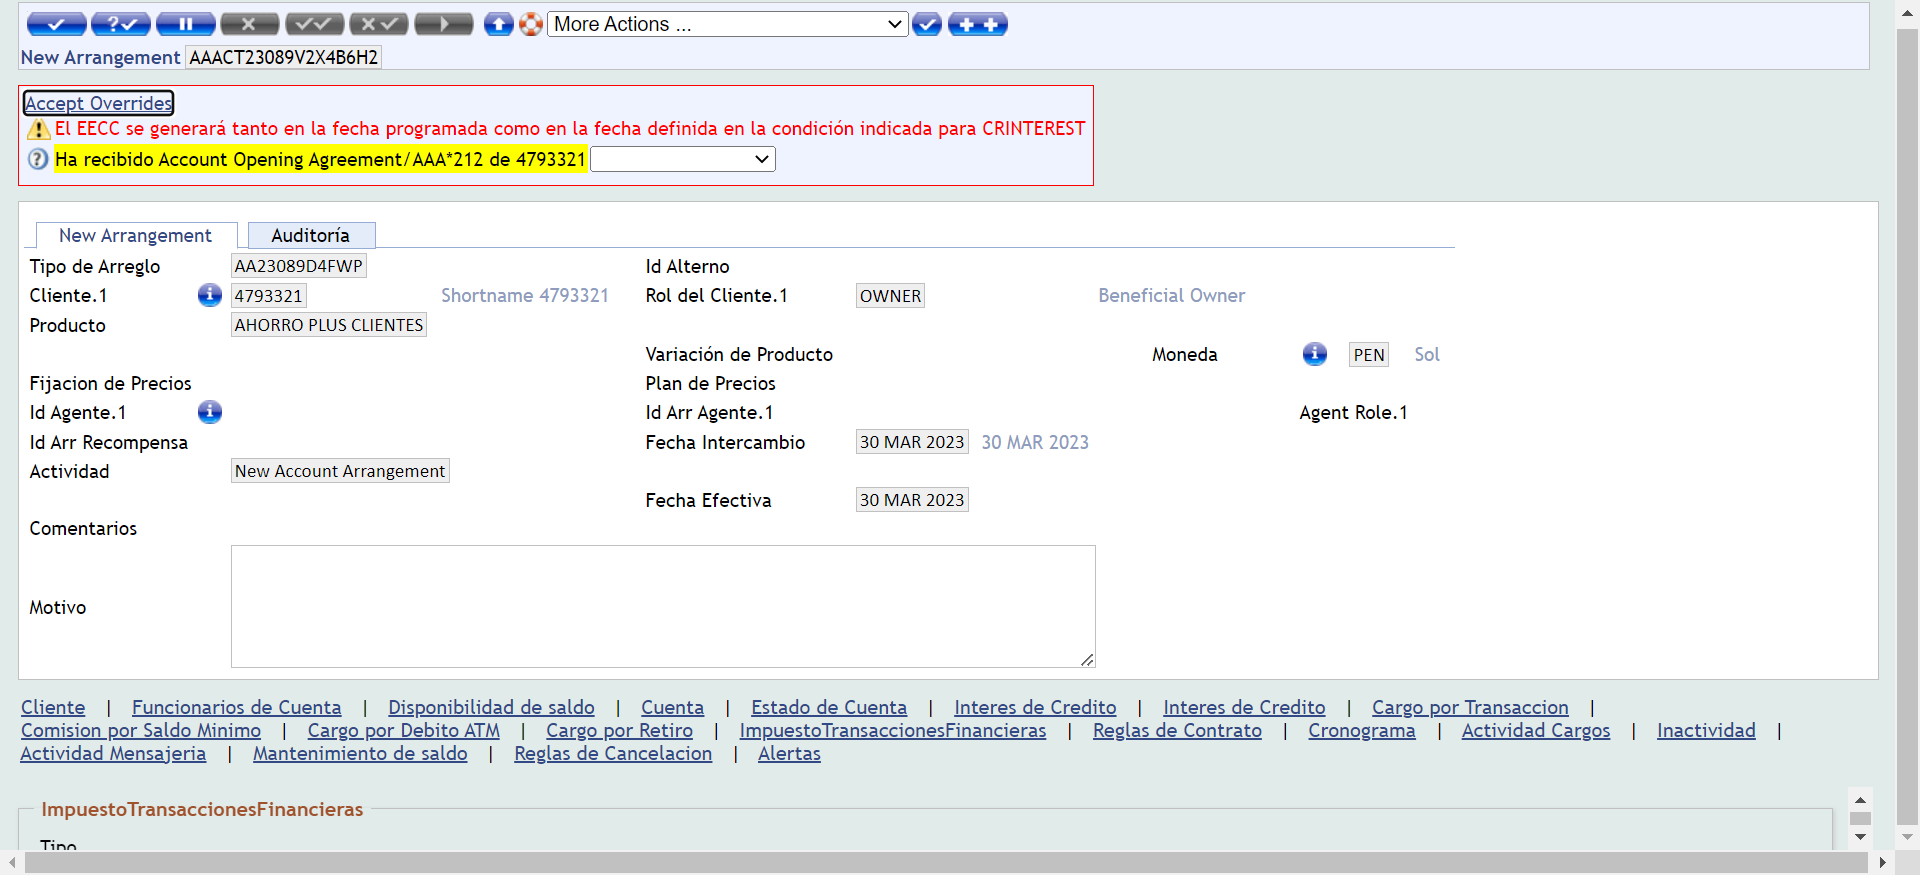 More Actions ...
New Arrangement AAACT23089V2X4B6H2
Accept Overrides
El EECC se generará tanto en la fecha programada como en la fecha definida en la condición indicada para CRINTEREST
Ha recibido Account Opening Agreement/AAA*212 de 4793321
New Arrangement Auditoría
Tipo de Arreglo AA23089D4FWP Id Alterno
Cliente.1 4793321 Shortname 4793321 Rol del Cliente.1 OWNER Beneficial Owner
Producto AHORRO PLUS CLIENTES
Variación de Producto Moneda PEN Sol
Fijacion de Precios Plan de Precios
Id Agente.1 Id Arr Agente.1 Agent Role.1
Id Arr Recompensa Fecha Intercambio 30 MAR 2023 30 MAR 2023
Actividad New Account Arrangement
Fecha Efectiva 30 MAR 2023
Comentarios
Motivo
Cliente | Funcionarios de Cuenta | Disponibilidad de saldo | Cuenta | Estado de Cuenta | Interes de Credito | Interes de Credito | Cargo por Transaccion |
Comision por Saldo Minimo | Cargo por Debito ATM | Cargo por Retiro | ImpuestoTransaccionesFinancieras | Reglas de Contrato | Cronograma | Actividad Cargos | Inactividad |
Actividad Mensajeria | Mantenimiento de saldo | Reglas de Cancelacion | Alertas
ImpuestoTransaccionesFinancieras
Tipo